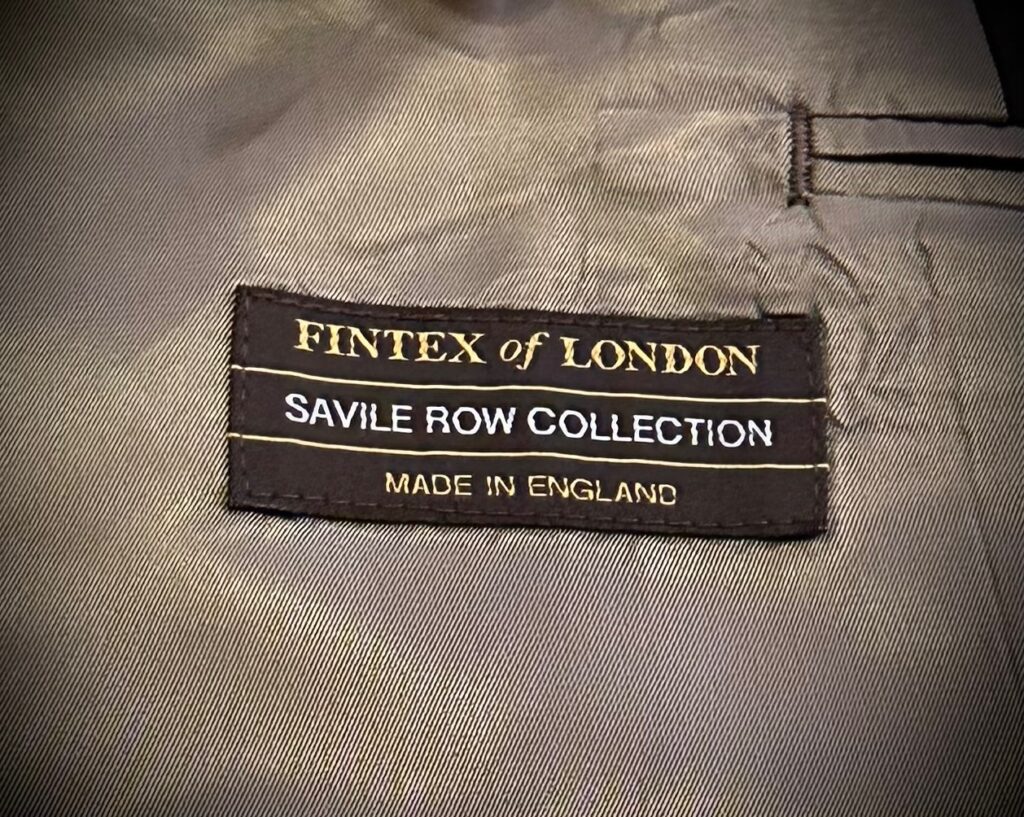 FINTEX of LONDON
SAVILE ROW COLLECTION
MADE IN ENGLAND